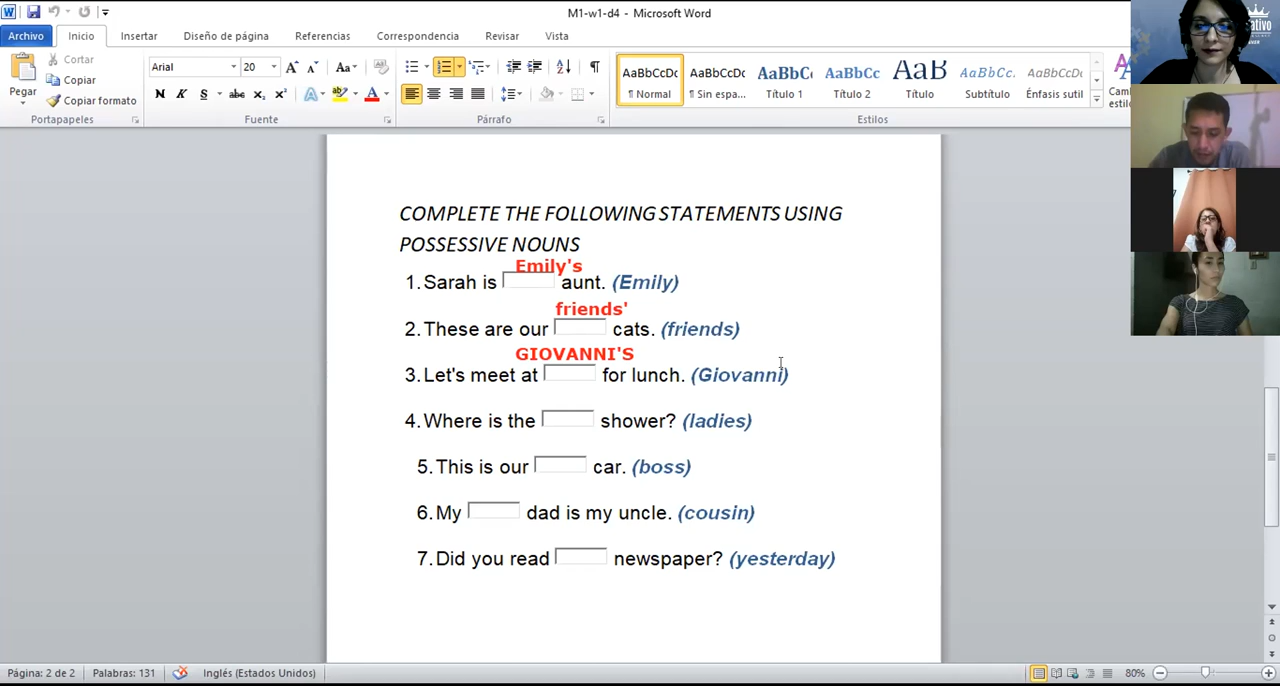 M1-w1-d4 - Microsoft Word
Archivo Inicio Insertar Diseño de página Referencias Correspondencia Revisar Vista
Pegar
Cortar
Copiar
Copiar formato
Portapapeles
Arial 20
Fuente
Párrafo
AaBbCcDc AaBbCcDc AaBbC AaBbCc AaB AaBbCc. AaBbCcDc
¶ Normal ¶ Sin espa... Título 1 Título 2 Título Subtítulo Énfasis sutil
Estilos
COMPLETE THE FOLLOWING STATEMENTS USING
POSSESSIVE NOUNS
Emily's
1. Sarah is aunt. (Emily)
friends'
2. These are our cats. (friends)
GIOVANNI'S
3. Let's meet at for lunch. (Giovanni)
4. Where is the shower? (ladies)
5. This is our car. (boss)
6. My dad is my uncle. (cousin)
7. Did you read newspaper? (yesterday)
Página: 2 de 2 Palabras: 131 Inglés (Estados Unidos) 80%